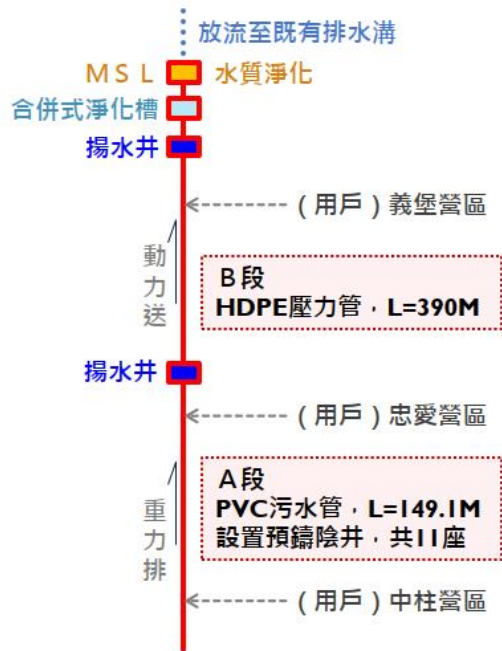 放流至既有排水溝
MSL 水質淨化
合併式淨化槽
揚水井
(用戶)義堡營區
動力送
B段
HDPE壓力管，L=390M
揚水井
(用戶)忠愛營區
A段
PVC污水管，L=149.1M
設置預鑄陰井，共11座
重力排
(用戶)中柱營區